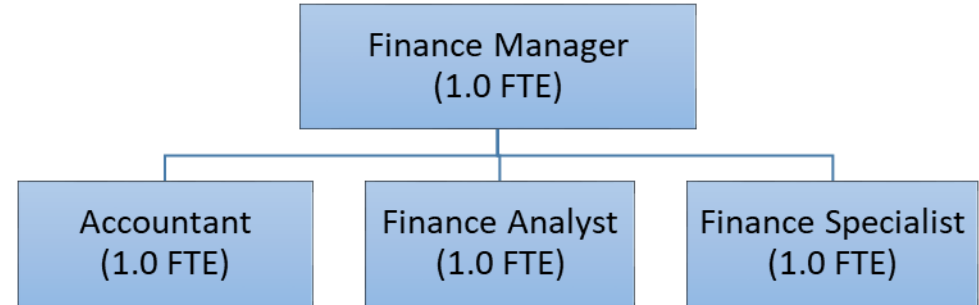 Finance Manager
(1.0 FTE)
Accountant
(1.0 FTE)
Finance Analyst
(1.0 FTE)
Finance Specialist
(1.0 FTE)